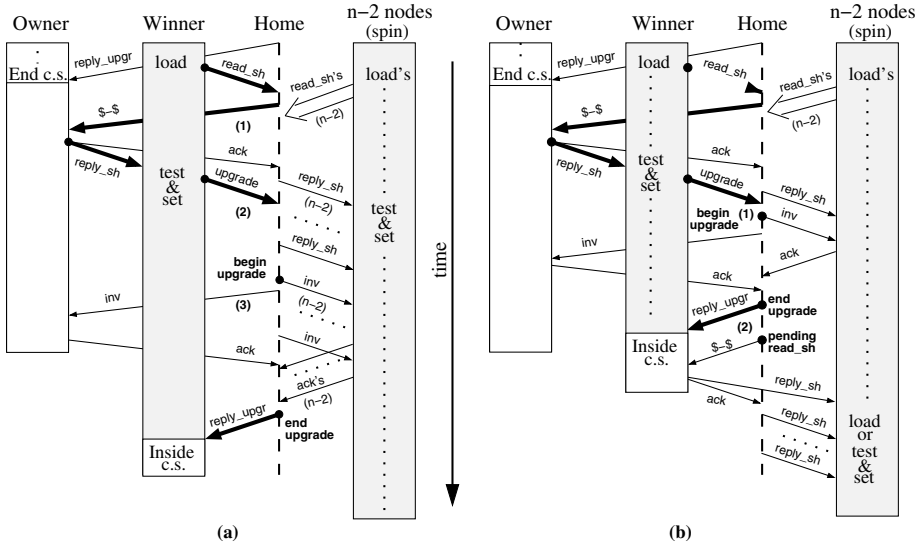 Owner
Winner
Home
n−2 nodes
(spin)
.
.
End c.s.
reply_upgr
load
read_sh
read_sh's
(n−2)
load's
$−$
(1)
reply_sh
ack
test
&
set
upgrade
(2)
reply_sh
(n−2)
. . . . .
test
&
set
reply_sh
begin
upgrade
inv
(n−2)
. . . . .
inv
(3)
inv
ack
. . . . .
ack's
(n−2)
reply_upgr
end
upgrade
Inside
c.s.
(a)
time
Owner
Winner
Home
n−2 nodes
(spin)
.
.
End c.s.
reply_upgr
load
read_sh
read_sh's
(n−2)
load's
$−$
reply_sh
ack
test
&
set
upgrade
reply_sh
begin
upgrade
(1)
inv
inv
ack
ack
reply_upgr
end
upgrade
(2)
pending
read_sh
$−$
Inside
c.s.
reply_sh
ack
reply_sh
. . . . .
reply_sh
load
or
test
&
set
(b)